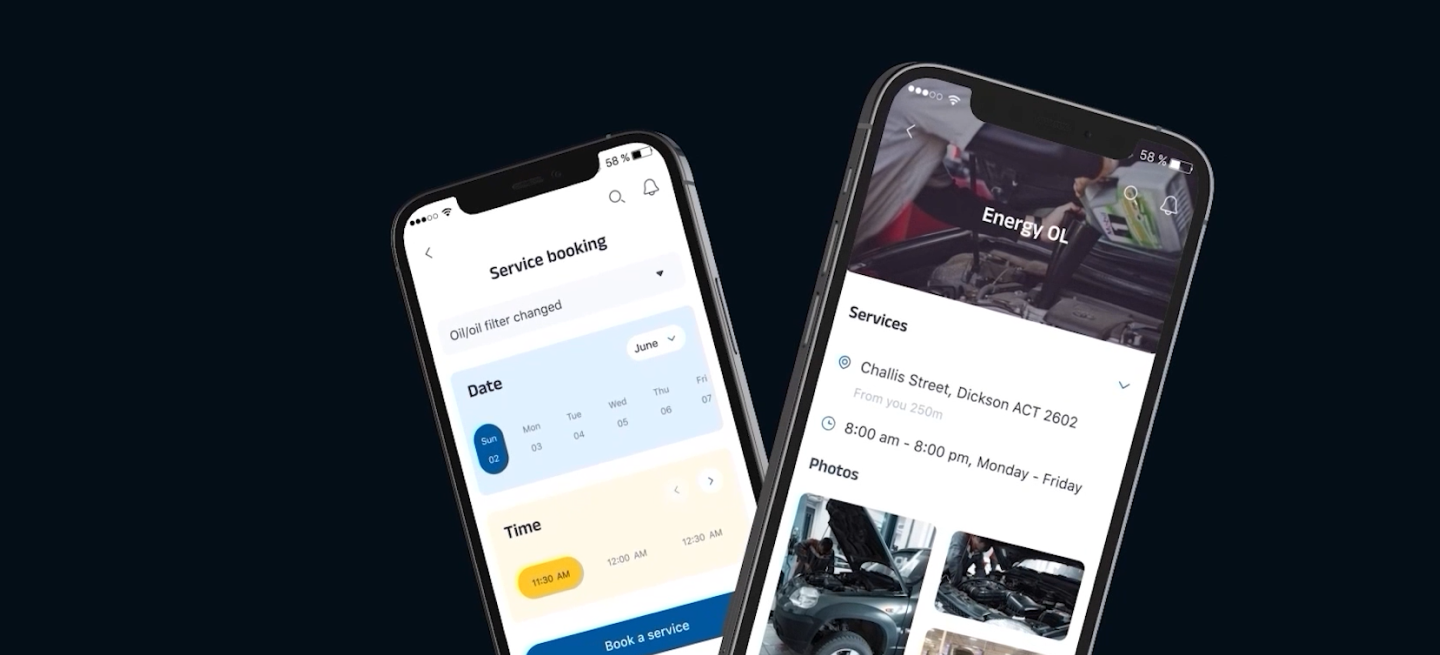 58 %
Service booking
Oil/oil filter changed
Date
June
Sun Mon Tue Wed Thu Fri
02 03 04 05 06 07
Time
11:30 AM 12:00 AM 12:30 AM
Book a service
58 %
Energy OL
Services
Challis Street, Dickson ACT 2602
From you 250m
8:00 am - 8:00 pm, Monday - Friday
Photos